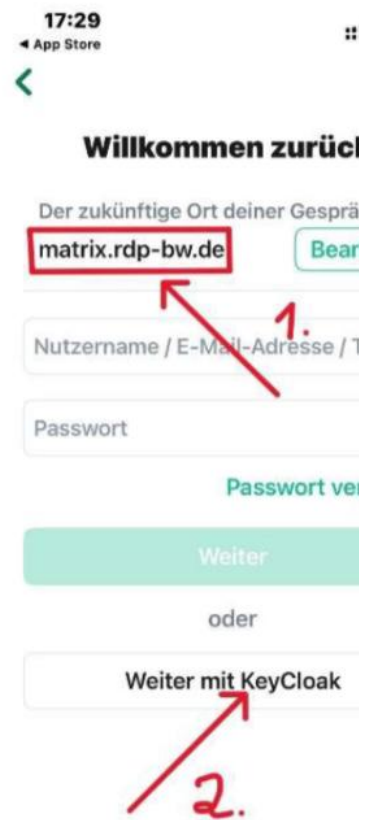 17:29
◀ App Store
Willkommen zurüc
Der zukünftige Ort deiner Gesprä
matrix.rdp-bw.de
Bear
1.
Nutzername / E-Mail-Adresse / T
Passwort
Passwort ver
Weiter
oder
Weiter mit KeyCloak
2.